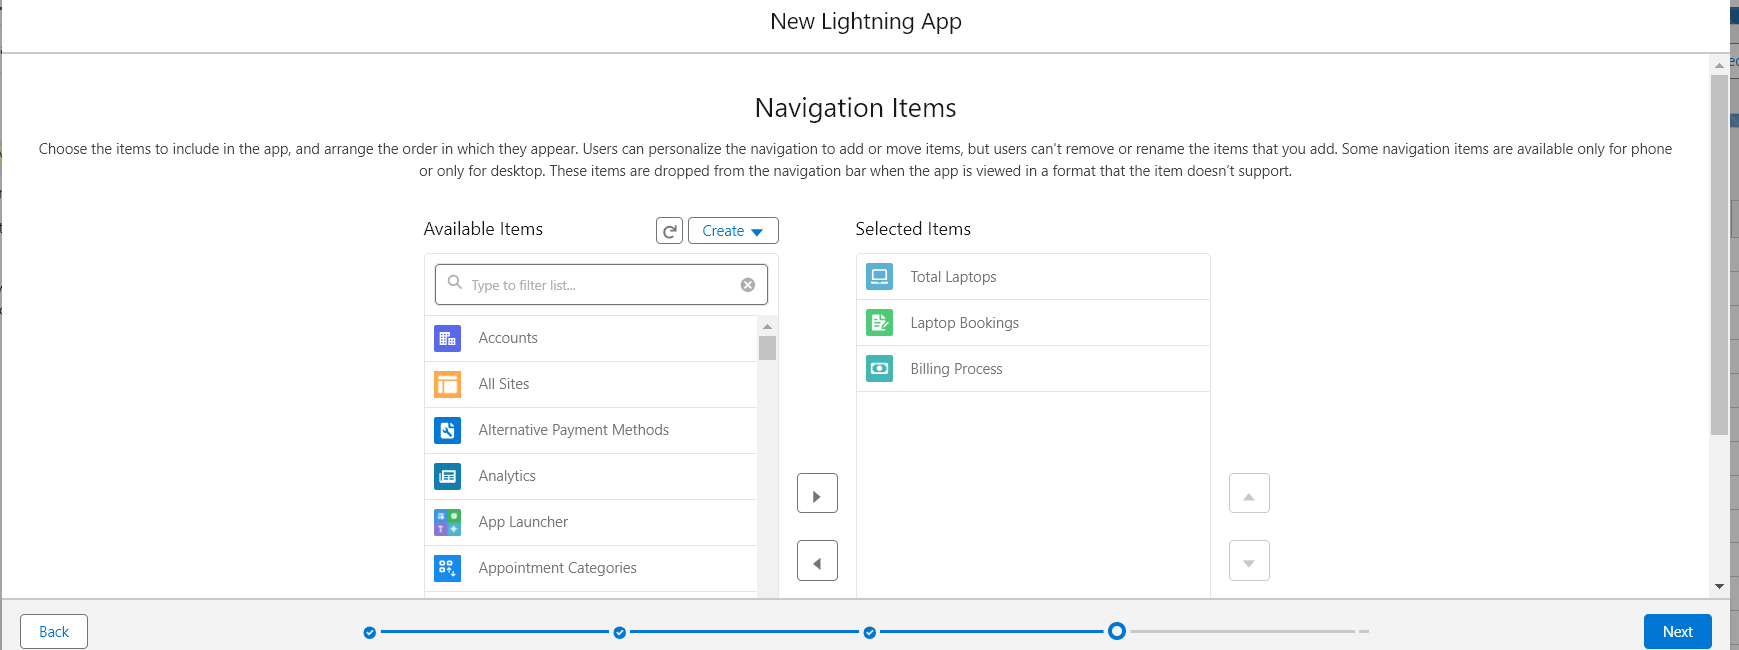 New Lightning App
Navigation Items
Choose the items to include in the app, and arrange the order in which they appear. Users can personalize the navigation to add or move items, but users can't remove or rename the items that you add. Some navigation items are available only for phone
or only for desktop. These items are dropped from the navigation bar when the app is viewed in a format that the item doesn’t support.
Available Items
Create
Selected Items
Type to filter list...
Accounts
All Sites
Alternative Payment Methods
Analytics
App Launcher
Appointment Categories
Total Laptops
Laptop Bookings
Billing Process
Back
Next